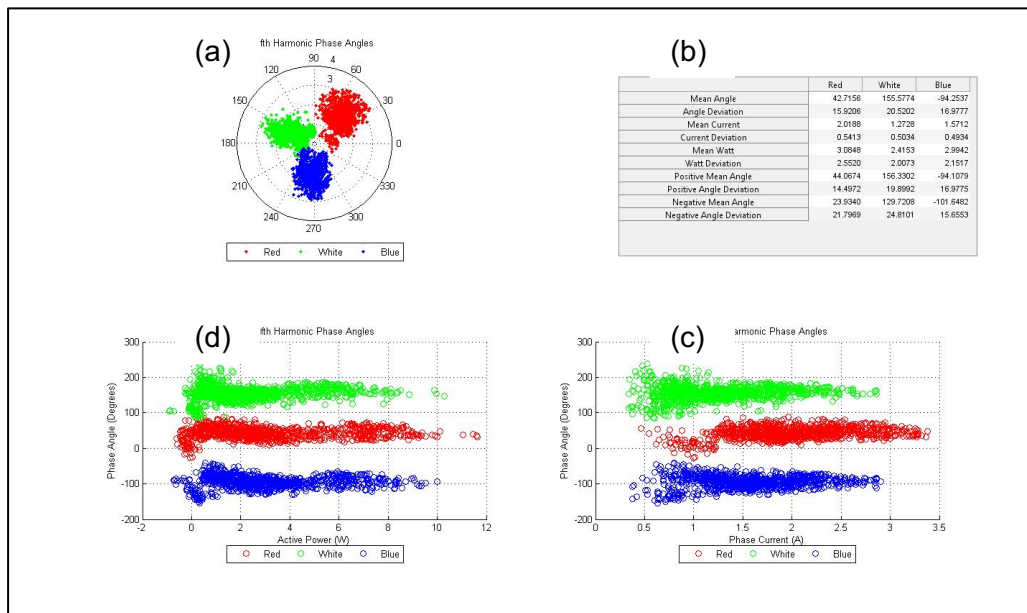 (a)
fth Harmonic Phase Angles
90 4
120 60
3
150 30
180 0
210 330
240 300
270
Red White Blue
(b)
Red White Blue
Mean Angle 42.7156 155.5774 -94.2537
Angle Deviation 15.9206 20.5202 16.9777
Mean Current 2.0188 1.2728 1.5712
Current Deviation 0.5413 0.5034 0.4934
Mean Watt 3.0848 2.4153 2.9942
Watt Deviation 2.5520 2.0073 2.1517
Positive Mean Angle 44.0674 156.3302 -94.1079
Positive Angle Deviation 14.4972 19.8992 16.9775
Negative Mean Angle 23.9340 129.7208 -101.6482
Negative Angle Deviation 21.7969 24.8101 15.6553
(d)
fth Harmonic Phase Angles
300
200
100
0
-100
-200
Phase Angle (Degrees)
-2 0 2 4 6 8 10 12
Active Power (W)
Red White Blue
(c)
armonic Phase Angles
300
200
100
0
-100
-200
Phase Angle (Degrees)
0 0.5 1 1.5 2 2.5 3 3.5
Phase Current (A)
Red White Blue